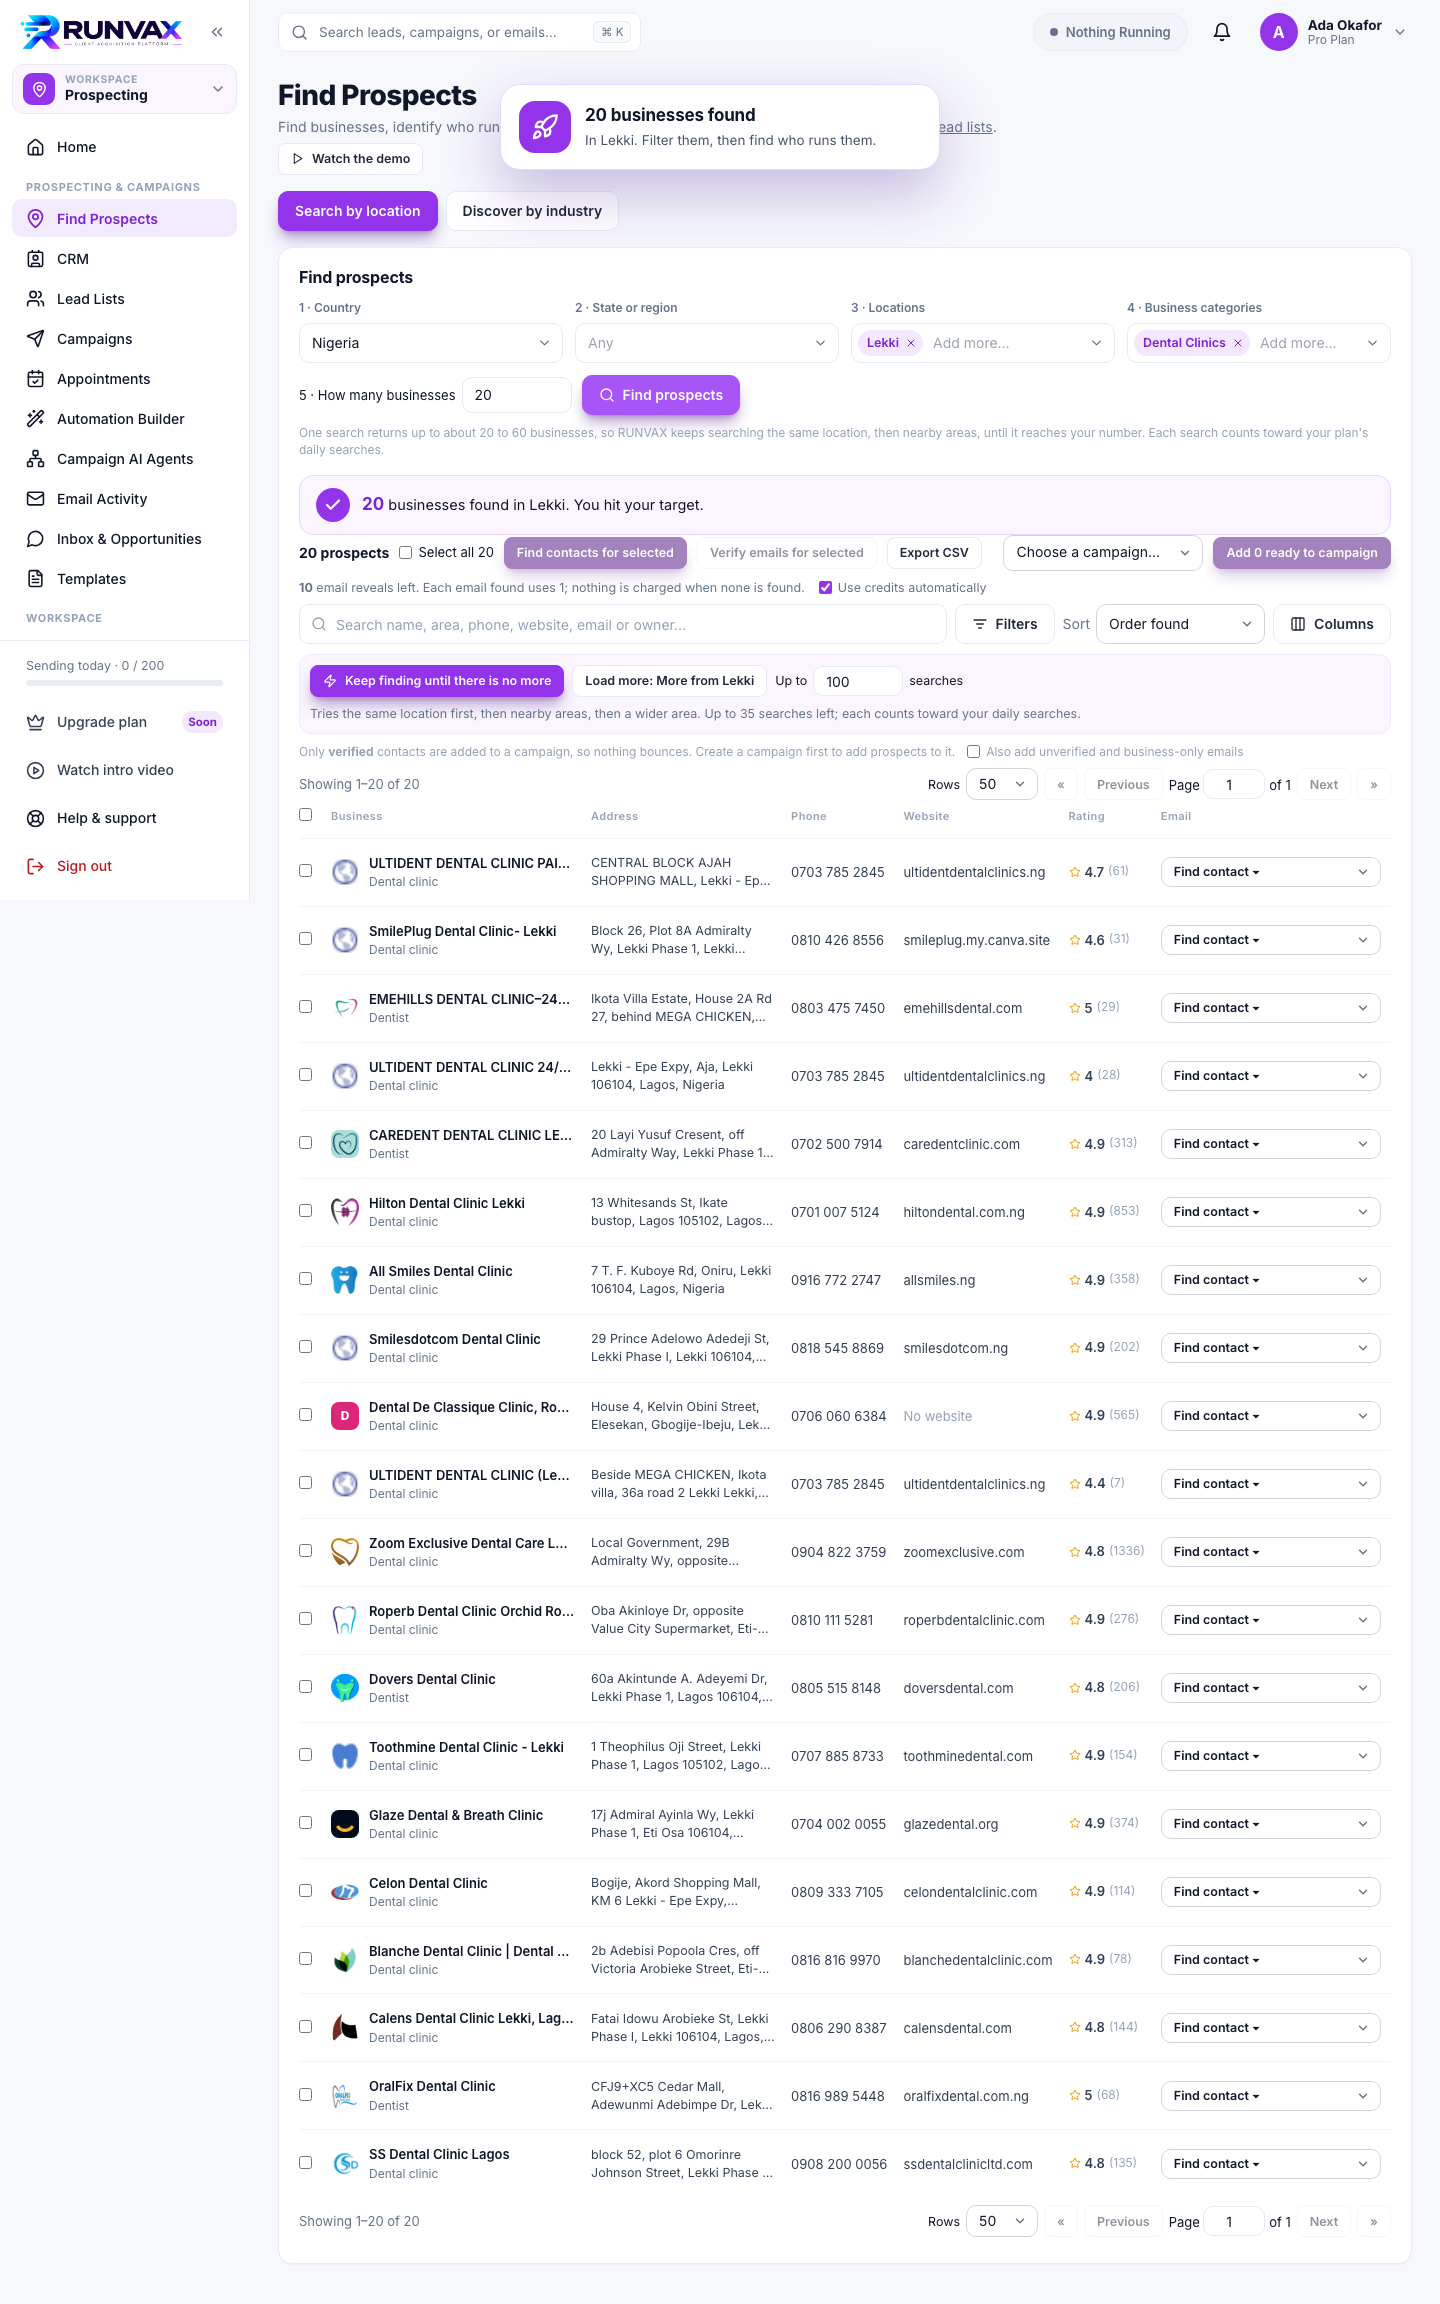 RUNVAX
CLIENT ACQUISITION PLATFORM
Search leads, campaigns, or emails...
⌘ K
Nothing Running
A
Ada Okafor
Pro Plan
WORKSPACE
Prospecting
Home
PROSPECTING & CAMPAIGNS
Find Prospects
CRM
Lead Lists
Campaigns
Appointments
Automation Builder
Campaign AI Agents
Email Activity
Inbox & Opportunities
Templates
WORKSPACE
Sending today · 0 / 200
Upgrade plan
Soon
Watch intro video
Help & support
Sign out
Find Prospects
Find businesses, identify who run
ead lists.
20 businesses found
In Lekki. Filter them, then find who runs them.
Watch the demo
Search by location
Discover by industry
Find prospects
1 · Country
2 · State or region
3 · Locations
4 · Business categories
Nigeria
Any
Lekki ×
Add more...
Dental Clinics ×
Add more...
5 · How many businesses
20
Find prospects
One search returns up to about 20 to 60 businesses, so RUNVAX keeps searching the same location, then nearby areas, until it reaches your number. Each search counts toward your plan's
daily searches.
20 businesses found in Lekki. You hit your target.
20 prospects
Select all 20
Find contacts for selected
Verify emails for selected
Export CSV
Choose a campaign...
Add 0 ready to campaign
10 email reveals left. Each email found uses 1; nothing is charged when none is found.
Use credits automatically
Search name, area, phone, website, email or owner...
Filters
Sort
Order found
Columns
Keep finding until there is no more
Load more: More from Lekki
Up to
100
searches
Tries the same location first, then nearby areas, then a wider area. Up to 35 searches left; each counts toward your daily searches.
Only verified contacts are added to a campaign, so nothing bounces. Create a campaign first to add prospects to it.
Also add unverified and business-only emails
Showing 1–20 of 20
Rows 50 « Previous Page 1 of 1 Next »
Business Address Phone Website Rating Email
ULTIDENT DENTAL CLINIC PAI...
Dental clinic
CENTRAL BLOCK AJAH
SHOPPING MALL, Lekki - Ep...
0703 785 2845
ultidentdentalclinics.ng
4.7 (61)
Find contact
SmilePlug Dental Clinic- Lekki
Dental clinic
Block 26, Plot 8A Admiralty
Wy, Lekki Phase 1, Lekki...
0810 426 8556
smileplug.my.canva.site
4.6 (31)
Find contact
EMEHILLS DENTAL CLINIC–24...
Dentist
Ikota Villa Estate, House 2A Rd
27, behind MEGA CHICKEN,...
0803 475 7450
emehillsdental.com
5 (29)
Find contact
ULTIDENT DENTAL CLINIC 24/...
Dental clinic
Lekki - Epe Expy, Aja, Lekki
106104, Lagos, Nigeria
0703 785 2845
ultidentdentalclinics.ng
4 (28)
Find contact
CAREDENT DENTAL CLINIC LE...
Dentist
20 Layi Yusuf Cresent, off
Admiralty Way, Lekki Phase 1...
0702 500 7914
caredentclinic.com
4.9 (313)
Find contact
Hilton Dental Clinic Lekki
Dental clinic
13 Whitesands St, Ikate
bustop, Lagos 105102, Lagos...
0701 007 5124
hiltondental.com.ng
4.9 (853)
Find contact
All Smiles Dental Clinic
Dental clinic
7 T. F. Kuboye Rd, Oniru, Lekki
106104, Lagos, Nigeria
0916 772 2747
allsmiles.ng
4.9 (358)
Find contact
Smilesdotcom Dental Clinic
Dental clinic
29 Prince Adelowo Adedeji St,
Lekki Phase I, Lekki 106104,...
0818 545 8869
smilesdotcom.ng
4.9 (202)
Find contact
D
Dental De Classique Clinic, Ro...
Dental clinic
House 4, Kelvin Obini Street,
Elesekan, Gbogije-Ibeju, Lek...
0706 060 6384
No website
4.9 (565)
Find contact
ULTIDENT DENTAL CLINIC (Le...
Dental clinic
Beside MEGA CHICKEN, Ikota
villa, 36a road 2 Lekki Lekki,...
0703 785 2845
ultidentdentalclinics.ng
4.4 (7)
Find contact
Zoom Exclusive Dental Care L...
Dental clinic
Local Government, 29B
Admiralty Wy, opposite...
0904 822 3759
zoomexclusive.com
4.8 (1336)
Find contact
Roperb Dental Clinic Orchid Ro...
Dental clinic
Oba Akinloye Dr, opposite
Value City Supermarket, Eti-...
0810 111 5281
roperbdentalclinic.com
4.9 (276)
Find contact
Dovers Dental Clinic
Dentist
60a Akintunde A. Adeyemi Dr,
Lekki Phase 1, Lagos 106104,...
0805 515 8148
doversdental.com
4.8 (206)
Find contact
Toothmine Dental Clinic - Lekki
Dental clinic
1 Theophilus Oji Street, Lekki
Phase 1, Lagos 105102, Lago...
0707 885 8733
toothminedental.com
4.9 (154)
Find contact
Glaze Dental & Breath Clinic
Dental clinic
17j Admiral Ayinla Wy, Lekki
Phase 1, Eti Osa 106104,...
0704 002 0055
glazedental.org
4.9 (374)
Find contact
Celon Dental Clinic
Dental clinic
Bogije, Akord Shopping Mall,
KM 6 Lekki - Epe Expy,...
0809 333 7105
celondentalclinic.com
4.9 (114)
Find contact
Blanche Dental Clinic | Dental ...
Dental clinic
2b Adebisi Popoola Cres, off
Victoria Arobieke Street, Eti-...
0816 816 9970
blanchedentalclinic.com
4.9 (78)
Find contact
Calens Dental Clinic Lekki, Lag...
Dental clinic
Fatai Idowu Arobieke St, Lekki
Phase I, Lekki 106104, Lagos,...
0806 290 8387
calensdental.com
4.8 (144)
Find contact
OralFix Dental Clinic
Dentist
CFJ9+XC5 Cedar Mall,
Adewunmi Adebimpe Dr, Lek...
0816 989 5448
oralfixdental.com.ng
5 (68)
Find contact
SS Dental Clinic Lagos
Dental clinic
block 52, plot 6 Omorinre
Johnson Street, Lekki Phase ...
0908 200 0056
ssdentalclinicltd.com
4.8 (135)
Find contact
Showing 1–20 of 20
Rows 50 « Previous Page 1 of 1 Next »